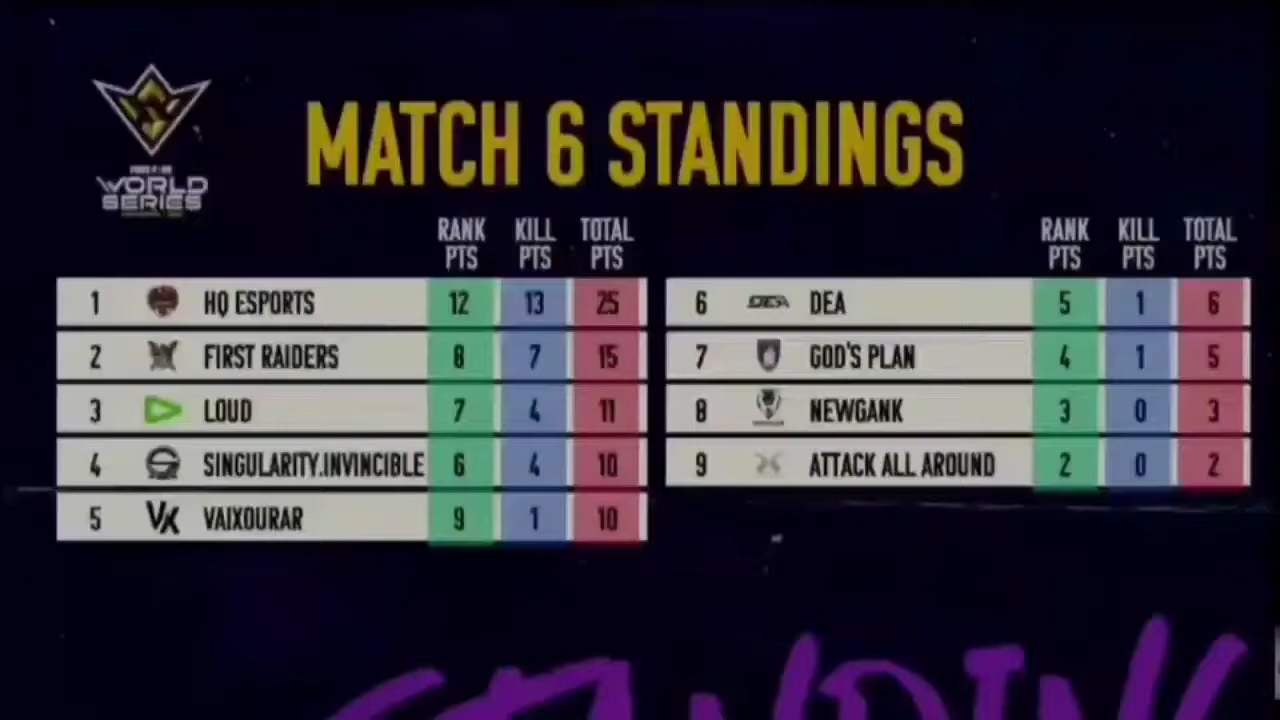 MATCH 6 STANDINGS
WORLD
SERIES
RANK PTS KILL PTS TOTAL PTS
1 HQ ESPORTS 12 13 25
2 FIRST RAIDERS 8 7 15
3 LOUD 7 4 11
4 SINGULARITY.INVINCIBLE 6 4 10
5 VX VAIXOURAR 9 1 10
RANK PTS KILL PTS TOTAL PTS
6 DEA DEA 5 1 6
7 GOD'S PLAN 4 1 5
8 NEWGANK 3 0 3
9 ATTACK ALL AROUND 2 0 2
STANDING